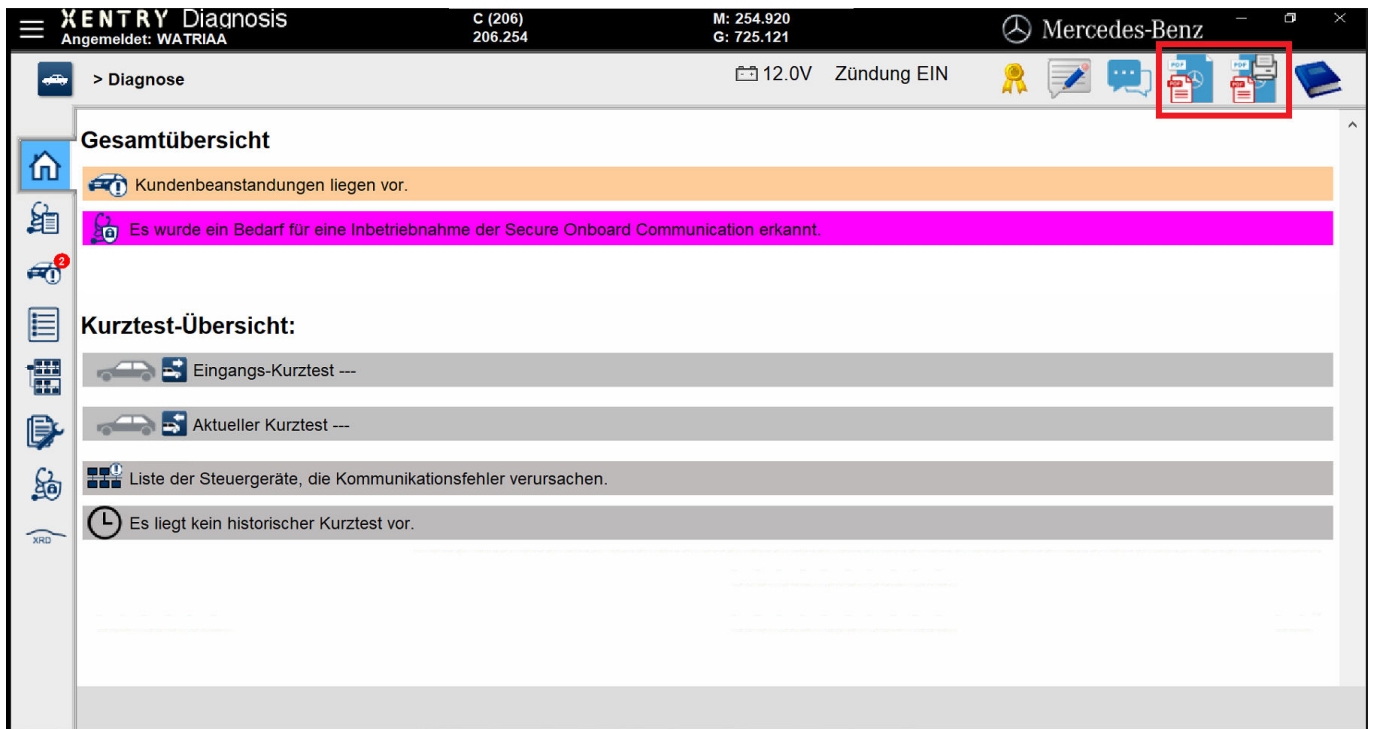 XENTRY Diagnosis
Angemeldet: WATRIAA
C (206)
206.254
M: 254.920
G: 725.121
Mercedes-Benz
> Diagnose
12.0V
Zündung EIN
PDF
PDF
PDF
PDF
Gesamtübersicht
Kundenbeanstandungen liegen vor.
Es wurde ein Bedarf für eine Inbetriebnahme der Secure Onboard Communication erkannt.
2
Kurztest-Übersicht:
Eingangs-Kurztest ---
Aktueller Kurztest ---
Liste der Steuergeräte, die Kommunikationsfehler verursachen.
Es liegt kein historischer Kurztest vor.
XRD